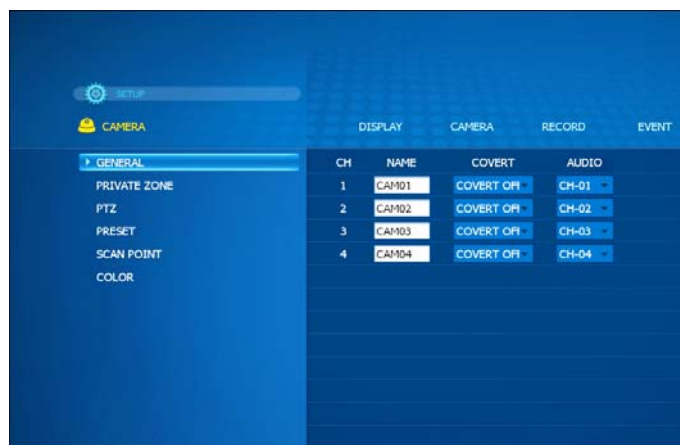 SETUP
CAMERA
DISPLAY CAMERA RECORD EVENT
GENERAL
PRIVATE ZONE
PTZ
PRESET
SCAN POINT
COLOR
CH NAME COVERT AUDIO
1 CAM01 COVERT OFF CH-01
2 CAM02 COVERT OFF CH-02
3 CAM03 COVERT OFF CH-03
4 CAM04 COVERT OFF CH-04